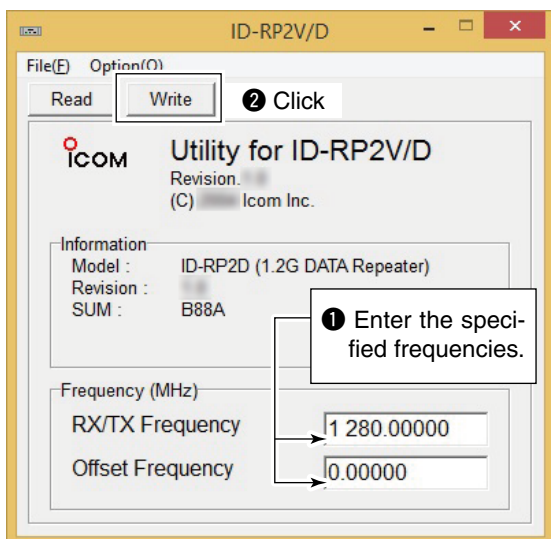 ID-RP2V/D
File(F) Option(O)
Read Write ❷ Click
ICOM Utility for ID-RP2V/D
Revision.
(C) Icom Inc.
Information
Model : ID-RP2D (1.2G DATA Repeater)
Revision :
SUM : B88A
❶ Enter the speci-
fied frequencies.
Frequency (MHz)
RX/TX Frequency 1 280.00000
Offset Frequency 0.00000